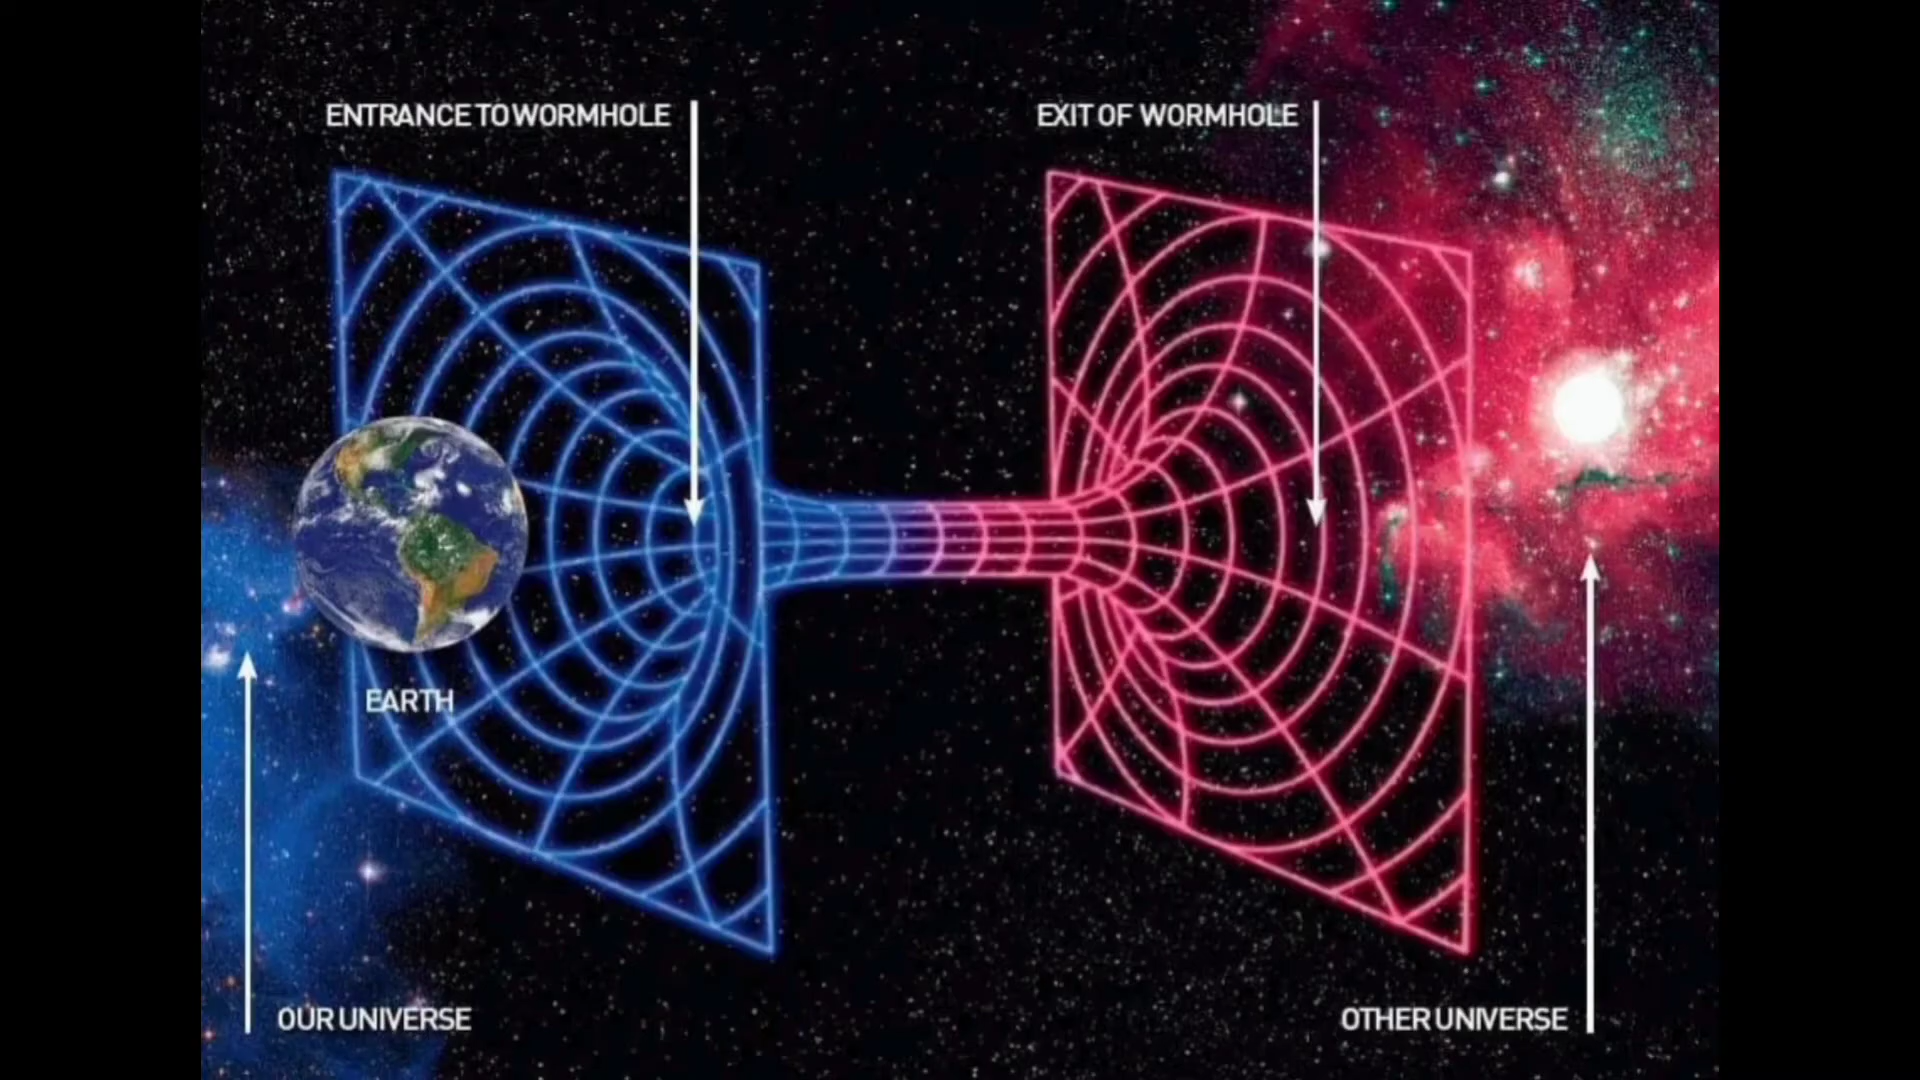 ENTRANCE TO WORMHOLE
EXIT OF WORMHOLE
EARTH
OUR UNIVERSE
OTHER UNIVERSE